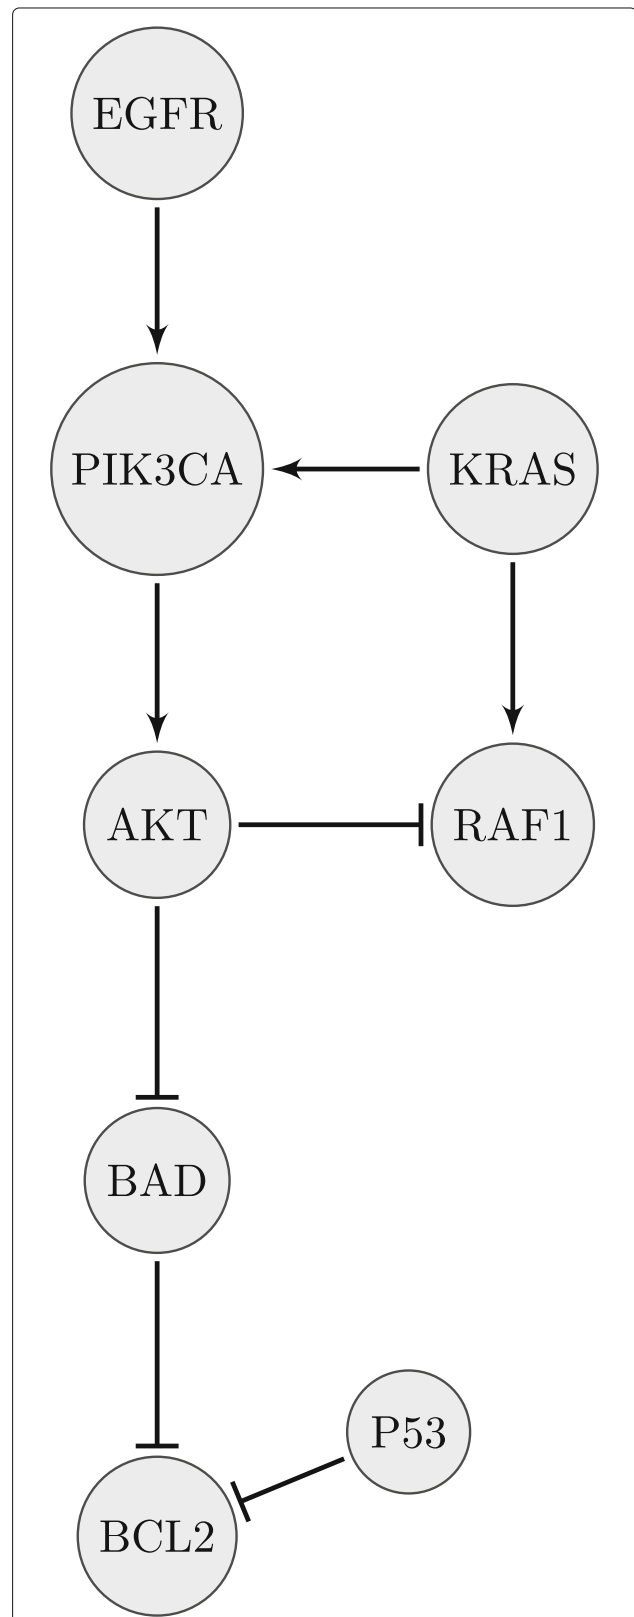 EGFR
PIK3CA
KRAS
AKT
RAF1
BAD
P53
BCL2